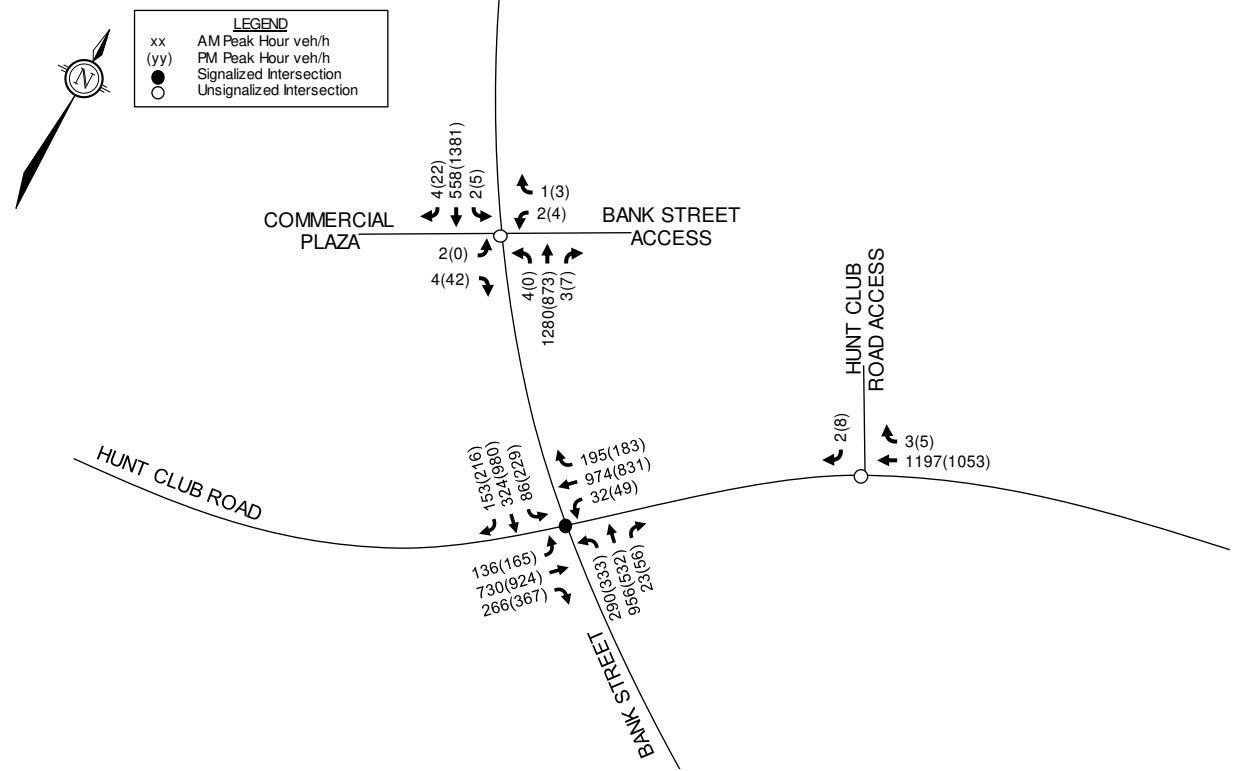 LEGEND
xx AM Peak Hour veh/h
(yy) PM Peak Hour veh/h
Signalized Intersection
Unsignalized Intersection
N
4(22)
558(1381)
2(5)
1(3)
2(4)
COMMERCIAL
PLAZA
BANK STREET
ACCESS
2(0)
4(42)
4(0)
1280(873)
3(7)
HUNT CLUB
ROAD ACCESS
2(8)
3(5)
1197(1053)
HUNT CLUB ROAD
153(216)
324(980)
86(229)
195(183)
974(831)
32(49)
136(165)
730(924)
266(367)
290(333)
956(532)
23(56)
BANK STREET